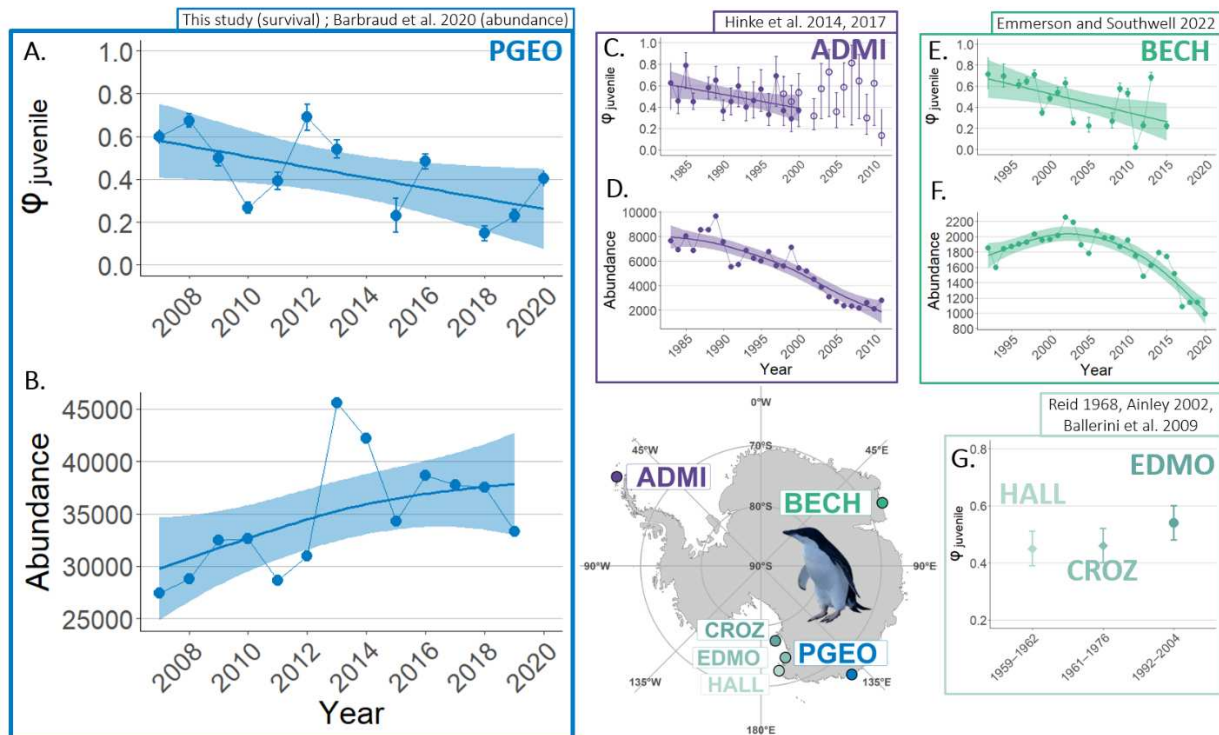 This study (survival) ; Barbraud et al. 2020 (abundance)
A.
PGEO
φ juvenile
1.0
0.8
0.6
0.4
0.2
0.0
2008
2010
2012
2014
2016
2018
2020
B.
Abundance
45000
40000
35000
30000
25000
2008
2010
2012
2014
2016
2018
2020
Year
Hinke et al. 2014, 2017
C.
ADMI
φ juvenile
1.0
0.8
0.6
0.4
0.2
0.0
1985
1990
1995
2000
2005
2010
D.
Abundance
10000
8000
6000
4000
2000
1985
1990
1995
2000
2005
2010
Year
Emmerson and Southwell 2022
E.
BECH
φ juvenile
1.0
0.8
0.6
0.4
0.2
0.0
1995
2000
2005
2010
2015
2020
F.
Abundance
2200
2000
1800
1600
1400
1200
1000
800
1995
2000
2005
2010
2015
2020
Year
0°W
45°W
70°S
45°E
ADMI
80°S
BECH
90°W
90°S
90°E
CROZ
EDMO
PGEO
HALL
135°W
135°E
180°E
Reid 1968, Ainley 2002,
Ballerini et al. 2009
G.
EDMO
HALL
CROZ
φ juvenile
0.8
0.6
0.4
0.2
1959–1962
1961–1976
1992–2004